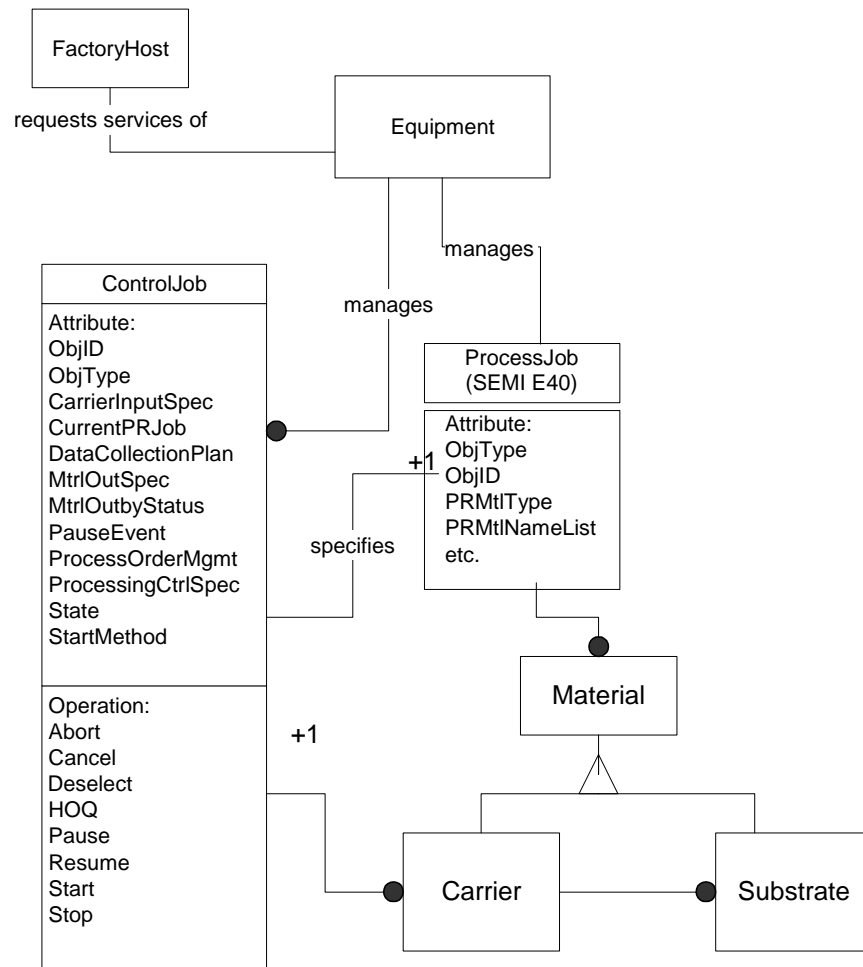 FactoryHost
requests services of
Equipment
manages
manages
ControlJob
Attribute:
ObjID
ObjType
CarrierInputSpec
CurrentPRJob
DataCollectionPlan
MtrlOutSpec
MtrlOutbyStatus
PauseEvent
ProcessOrderMgmt
ProcessingCtrlSpec
State
StartMethod
Operation:
Abort
Cancel
Deselect
HOQ
Pause
Resume
Start
Stop
ProcessJob
(SEMI E40)
Attribute:
ObjType
ObjID
PRMtlType
PRMtlNameList
etc.
+1
specifies
+1
Material
Carrier
Substrate